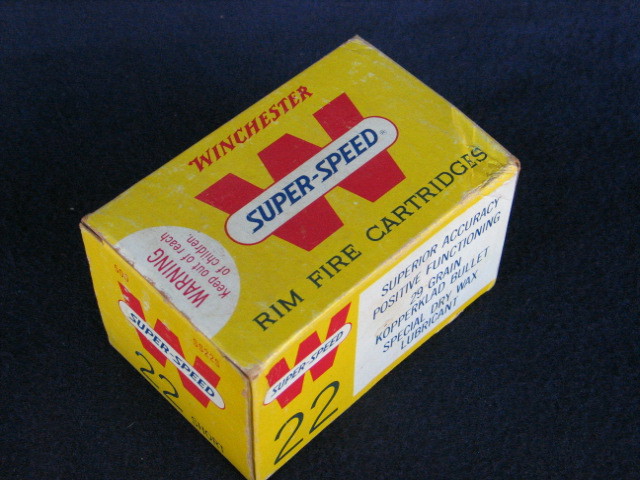 WINCHESTER
W
SUPER-SPEED®
RIM FIRE CARTRIDGES
WARNING
Keep out of reach
of children.
W
SUPER-SPEED
22
SHORT
W
SUPER-SPEED
22
SUPERIOR ACCURACY
POSITIVE FUNCTIONING
29 GRAIN
KOPPERKLAD BULLET
SPECIAL DRY WAX
LUBRICANT